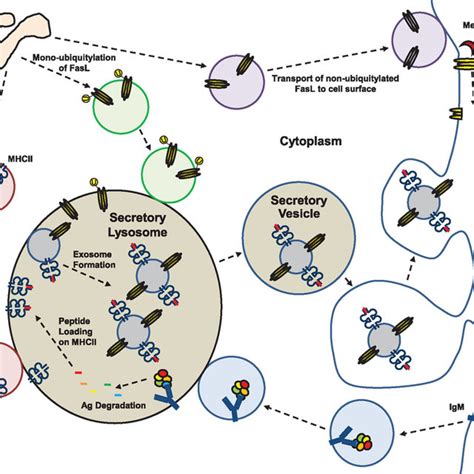 Me
Mono-ubiquitylation
of FasL
Transport of non-ubiquitylated
FasL to cell surface
Cytoplasm
MHCII
Secretory
Lysosome
Secretory
Vesicle
Exosome
Formation
Peptide
Loading
on MHCII
Ag Degradation
IgM